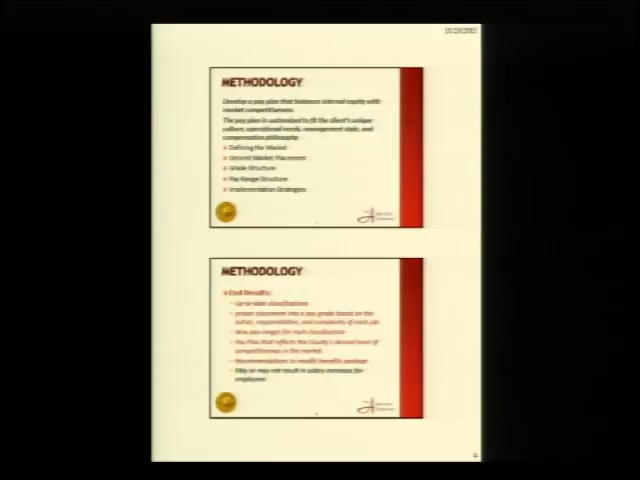 METHODOLOGY
Develop a pay plan that balances internal equity with
market competitiveness.
The pay plan is customized to fit the client's unique
culture, operational needs, management style, and
compensation philosophy
Defining the Market
Desired Market Placement
Grade Structure
Pay Range Structure
Implementation Strategies
METHODOLOGY
End Results:
Up-to-date classifications
proper placement into a pay grade based on the
duties, responsibilities, and complexity of each job
New pay ranges for each classification
Pay Plan that reflects the County's desired level of
competitiveness in the market.
Recommendations to modify benefits package
May or may not result in salary increases for
employees